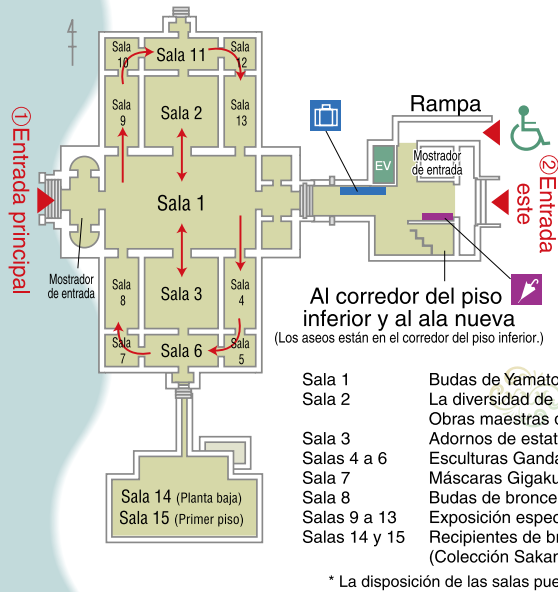 Sala 10
Sala 11
Sala 12
Sala 9
Sala 2
Sala 13
①Entrada principal
Mostrador de entrada
Sala 1
Sala 8
Sala 3
Sala 4
Sala 7
Sala 6
Sala 5
Sala 14 (Planta baja)
Sala 15 (Primer piso)
Rampa
EV
Mostrador de entrada
②Entrada este
Al corredor del piso
inferior y al ala nueva
(Los aseos están en el corredor del piso inferior.)
Sala 1 Budas de Yamato
Sala 2 La diversidad de
Obras maestras
Sala 3 Adornos de
Salas 4 a 6 Esculturas
Sala 7 Máscaras Gigaku
Sala 8 Budas de bronce
Salas 9 a 13 Exposición
Salas 14 y 15 Recipientes de
(Colección
* La disposición de las salas